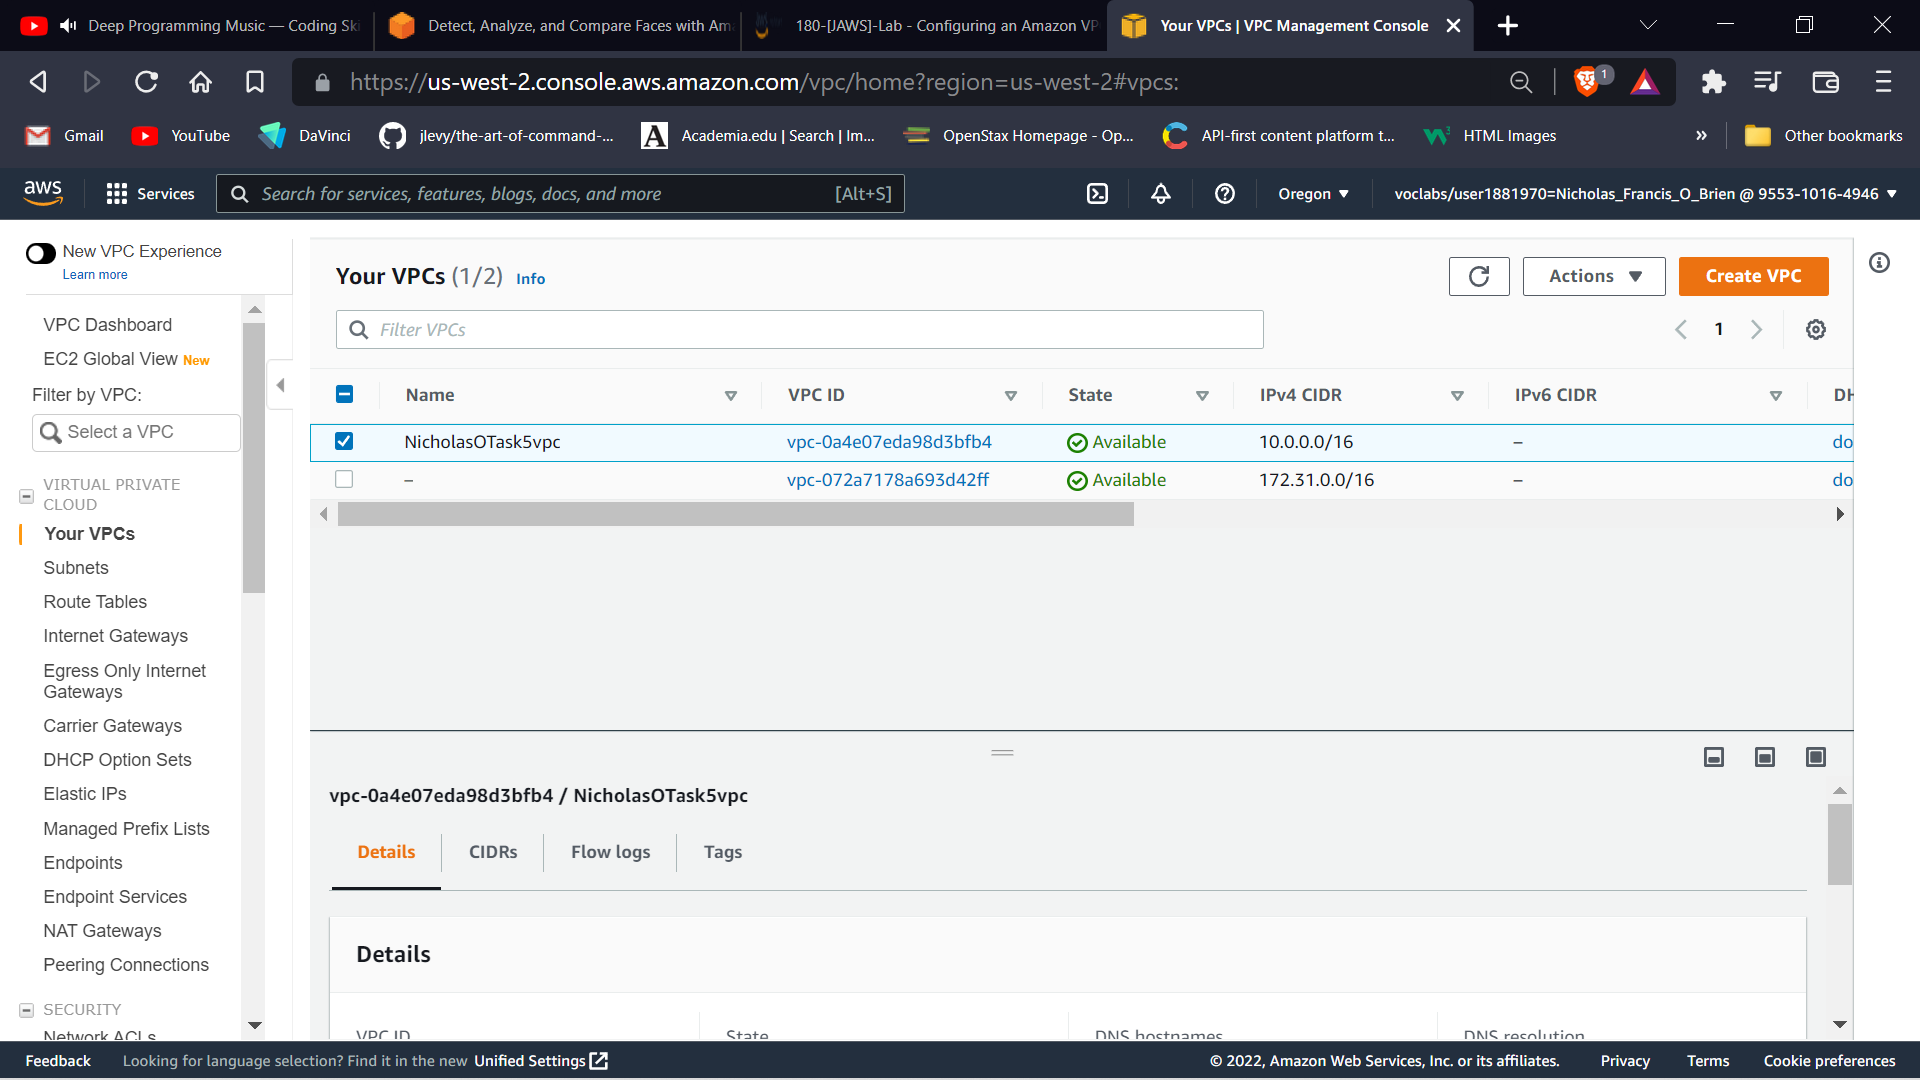 Deep Programming Music — Coding Ski
Detect, Analyze, and Compare Faces with Am
180-[JAWS]-Lab - Configuring an Amazon VP
Your VPCs | VPC Management Console
https://us-west-2.console.aws.amazon.com/vpc/home?region=us-west-2#vpcs:
1
Gmail
YouTube
DaVinci
jlevy/the-art-of-command-...
A
Academia.edu | Search | Im...
OpenStax Homepage - Op...
API-first content platform t...
HTML Images
»
Other bookmarks
aws
Services
Search for services, features, blogs, docs, and more
[Alt+S]
Oregon
voclabs/user1881970=Nicholas_Francis_O_Brien @ 9553-1016-4946
New VPC Experience
Learn more
VPC Dashboard
EC2 Global View New
Filter by VPC:
Select a VPC
VIRTUAL PRIVATE
CLOUD
Your VPCs
Subnets
Route Tables
Internet Gateways
Egress Only Internet
Gateways
Carrier Gateways
DHCP Option Sets
Elastic IPs
Managed Prefix Lists
Endpoints
Endpoint Services
NAT Gateways
Peering Connections
SECURITY
Network ACLs
Your VPCs (1/2) Info
Actions
Create VPC
Filter VPCs
1
Name VPC ID State IPv4 CIDR IPv6 CIDR DH
NicholasOTask5vpc vpc-0a4e07eda98d3bfb4 Available 10.0.0.0/16 – do
– vpc-072a7178a693d42ff Available 172.31.0.0/16 – do
vpc-0a4e07eda98d3bfb4 / NicholasOTask5vpc
Details CIDRs Flow logs Tags
Details
VPC ID State DNS hostnames DNS resolution
Feedback
Looking for language selection? Find it in the new Unified Settings
© 2022, Amazon Web Services, Inc. or its affiliates.
Privacy
Terms
Cookie preferences